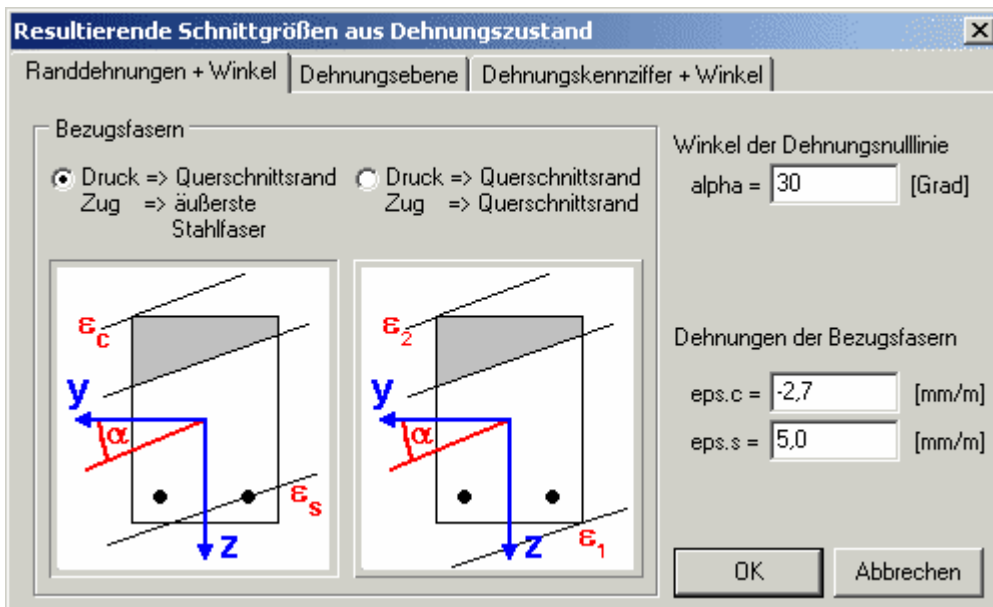 Resultierende Schnittgrößen aus Dehnungszustand
Randdehnungen + Winkel Dehnungsebene Dehnungskennziffer + Winkel
Bezugsfasern
Druck => Querschnittsrand
Zug => äußerste
Stahlfaser
Druck => Querschnittsrand
Zug => Querschnittsrand
εc
y
α
εs
z
ε2
y
α
z
ε1
Winkel der Dehnungsnulllinie
alpha = 30 [Grad]
Dehnungen der Bezugsfasern
eps.c = -2,7 [mm/m]
eps.s = 5,0 [mm/m]
OK Abbrechen